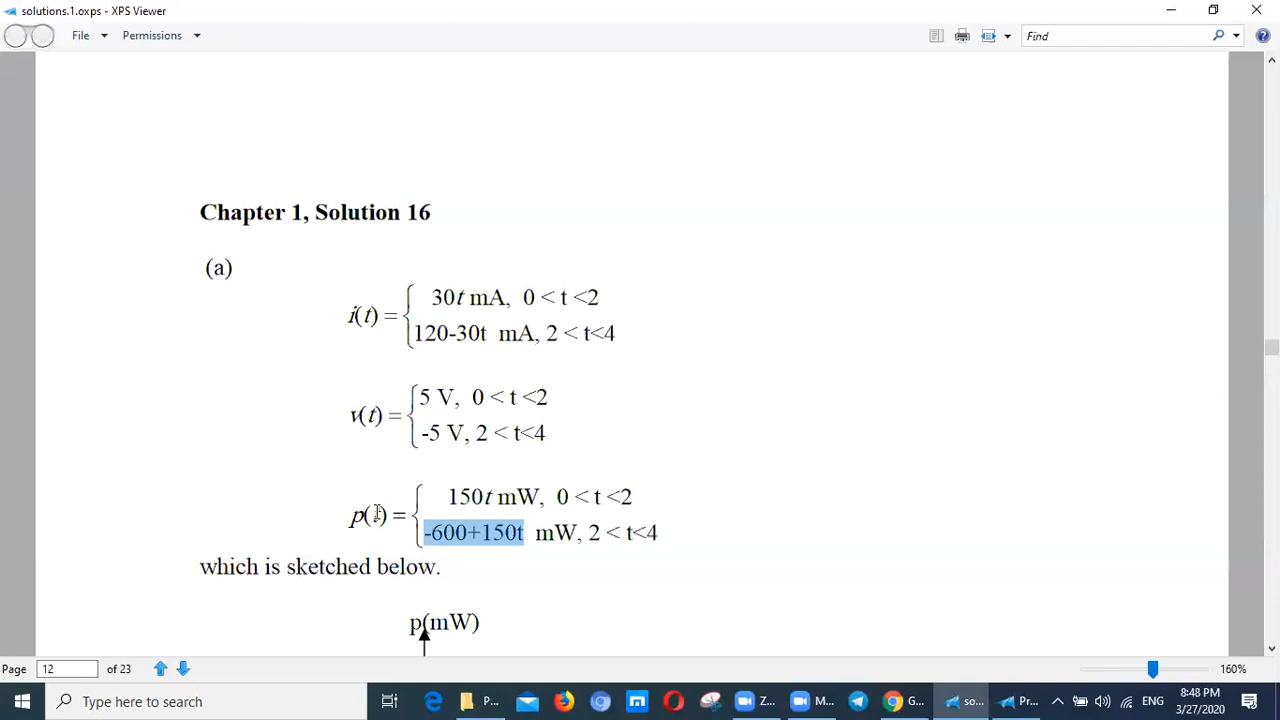 solutions.1.oxps - XPS Viewer
File Permissions Find
Chapter 1, Solution 16
(a)
30t mA, 0 < t <2
i(t) =
120-30t mA, 2 < t<4
5 V, 0 < t <2
v(t) =
-5 V, 2 < t<4
150t mW, 0 < t <2
p(t) =
-600+150t mW, 2 < t<4
which is sketched below.
p(mW)
Page 12 of 23 160%
Type here to search P... Z... M... G... so... Pr... ENG
8:48 PM
3/27/2020